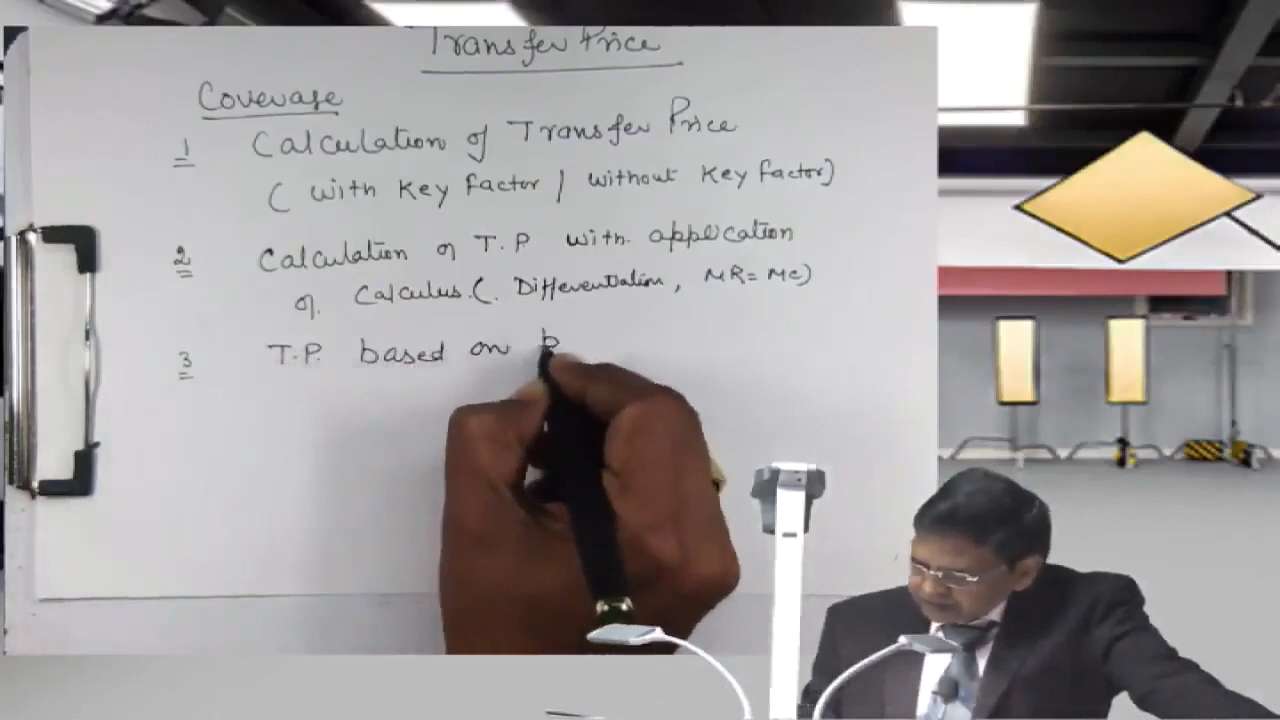 Transfer Price
Coverage
1 Calculation of Transfer Price
( with Key factor / without Key factor)
2 Calculation of T.P with application
of Calculus. (. Differentiation, MR = MC)
3 T.P. based on